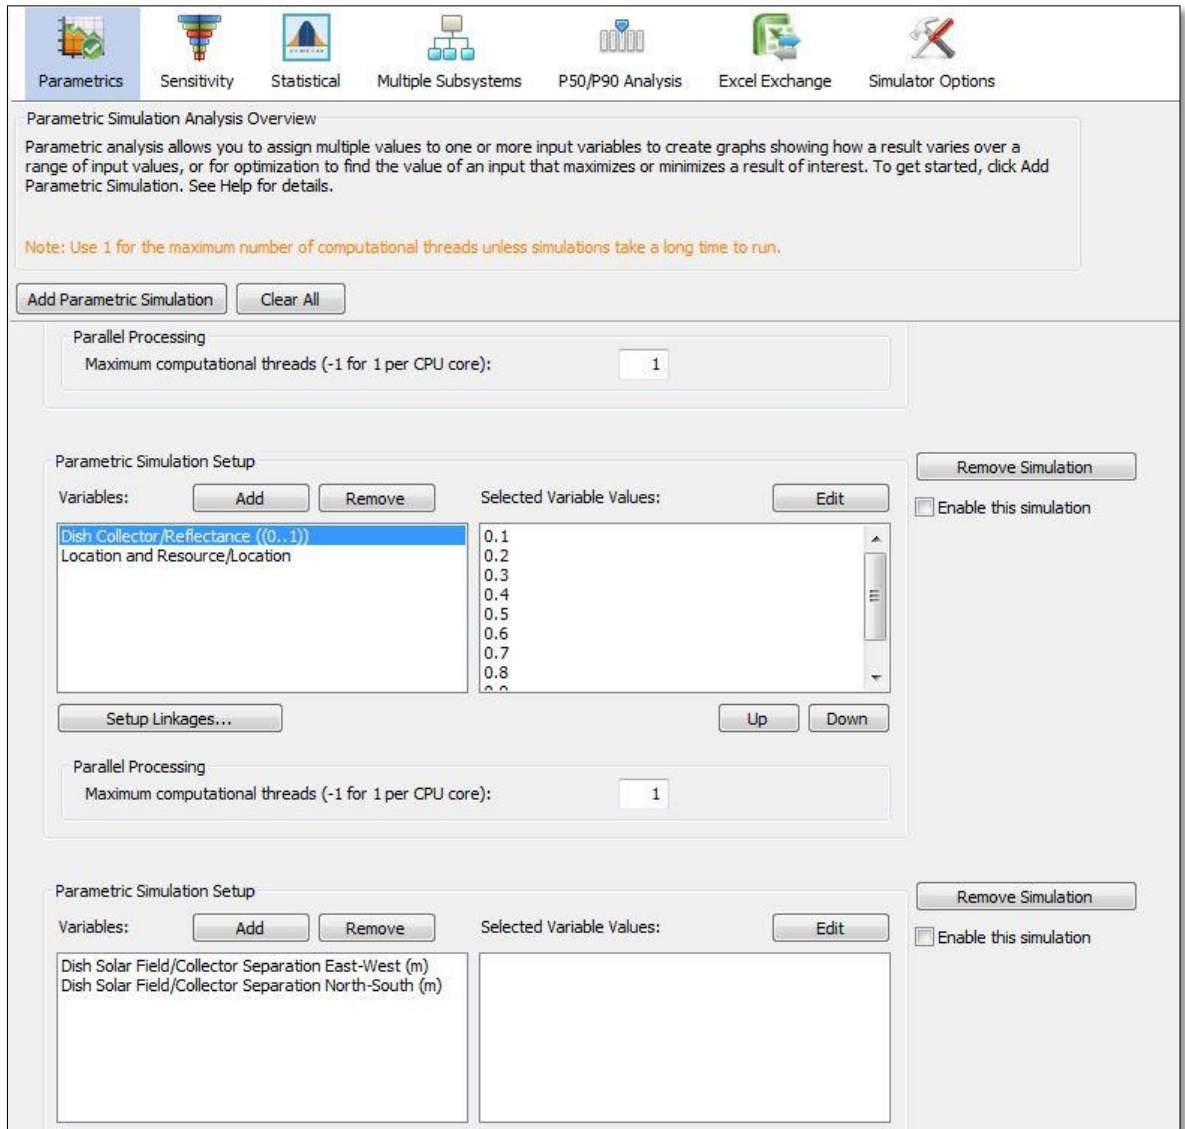 Parametrics Sensitivity Statistical Multiple Subsystems P50/P90 Analysis Excel Exchange Simulator Options
Parametric Simulation Analysis Overview
Parametric analysis allows you to assign multiple values to one or more input variables to create graphs showing how a result varies over a
range of input values, or for optimization to find the value of an input that maximizes or minimizes a result of interest. To get started, click Add
Parametric Simulation. See Help for details.
Note: Use 1 for the maximum number of computational threads unless simulations take a long time to run.
Add Parametric Simulation Clear All
Parallel Processing
Maximum computational threads (-1 for 1 per CPU core): 1
Parametric Simulation Setup
Remove Simulation
Variables: Add Remove Selected Variable Values: Edit
Enable this simulation
Dish Collector/Reflectance ((0..1))
Location and Resource/Location
0.1
0.2
0.3
0.4
0.5
0.6
0.7
0.8
Setup Linkages... Up Down
Parallel Processing
Maximum computational threads (-1 for 1 per CPU core): 1
Parametric Simulation Setup
Remove Simulation
Variables: Add Remove Selected Variable Values: Edit
Enable this simulation
Dish Solar Field/Collector Separation East-West (m)
Dish Solar Field/Collector Separation North-South (m)